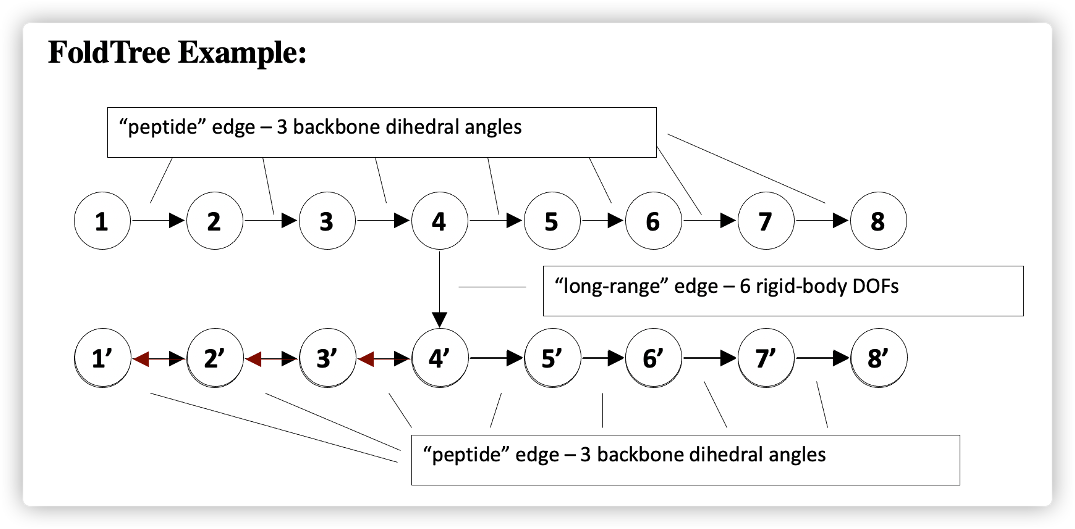 FoldTree Example:
“peptide” edge – 3 backbone dihedral angles
1 2 3 4 5 6 7 8
“long-range” edge – 6 rigid-body DOFs
1’ 2’ 3’ 4’ 5’ 6’ 7’ 8’
“peptide” edge – 3 backbone dihedral angles